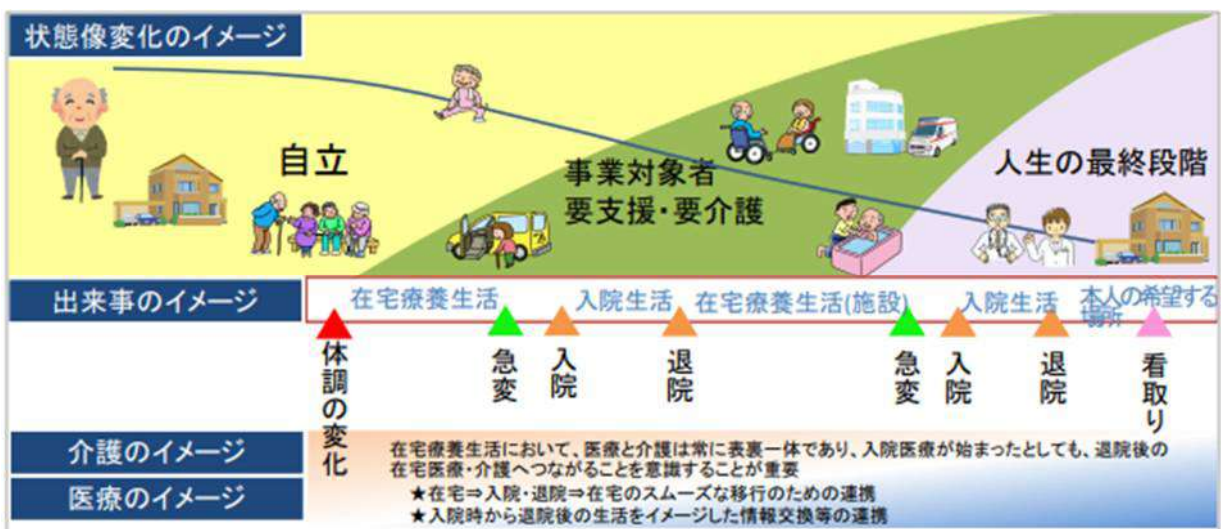 状態像変化のイメージ
自立
事業対象者
要支援・要介護
人生の最終段階
出来事のイメージ
在宅療養生活
入院生活
在宅療養生活(施設)
入院生活
本人の希望する
場所
体調の変化
急変
入院
退院
急変
入院
退院
看取り
介護のイメージ
医療のイメージ
在宅療養生活において、医療と介護は常に表裏一体であり、入院医療が始まったとしても、退院後の
在宅医療・介護へつながることを意識することが重要
★在宅⇒入院・退院⇒在宅のスムーズな移行のための連携
★入院時から退院後の生活をイメージした情報交換等の連携